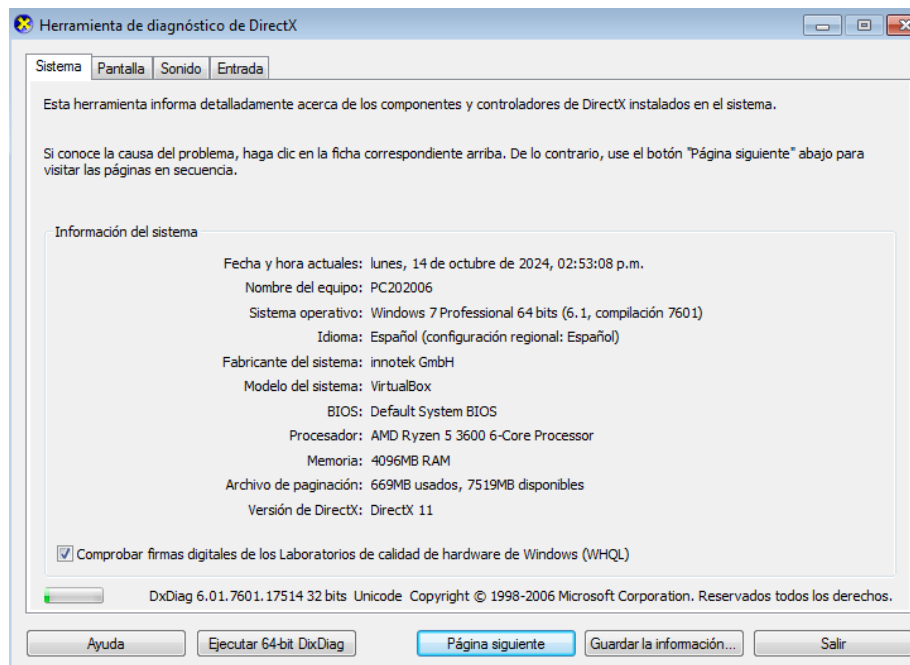 Herramienta de diagnóstico de DirectX
Sistema Pantalla Sonido Entrada
Esta herramienta informa detalladamente acerca de los componentes y controladores de DirectX instalados en el sistema.
Si conoce la causa del problema, haga clic en la ficha correspondiente arriba. De lo contrario, use el botón "Página siguiente" abajo para
visitar las páginas en secuencia.
Información del sistema
Fecha y hora actuales: lunes, 14 de octubre de 2024, 02:53:08 p.m.
Nombre del equipo: PC202006
Sistema operativo: Windows 7 Professional 64 bits (6.1, compilación 7601)
Idioma: Español (configuración regional: Español)
Fabricante del sistema: innotek GmbH
Modelo del sistema: VirtualBox
BIOS: Default System BIOS
Procesador: AMD Ryzen 5 3600 6-Core Processor
Memoria: 4096MB RAM
Archivo de paginación: 669MB usados, 7519MB disponibles
Versión de DirectX: DirectX 11
Comprobar firmas digitales de los Laboratorios de calidad de hardware de Windows (WHQL)
DxDiag 6.01.7601.17514 32 bits Unicode Copyright © 1998-2006 Microsoft Corporation. Reservados todos los derechos.
Ayuda Ejecutar 64-bit DixDiag Página siguiente Guardar la información... Salir